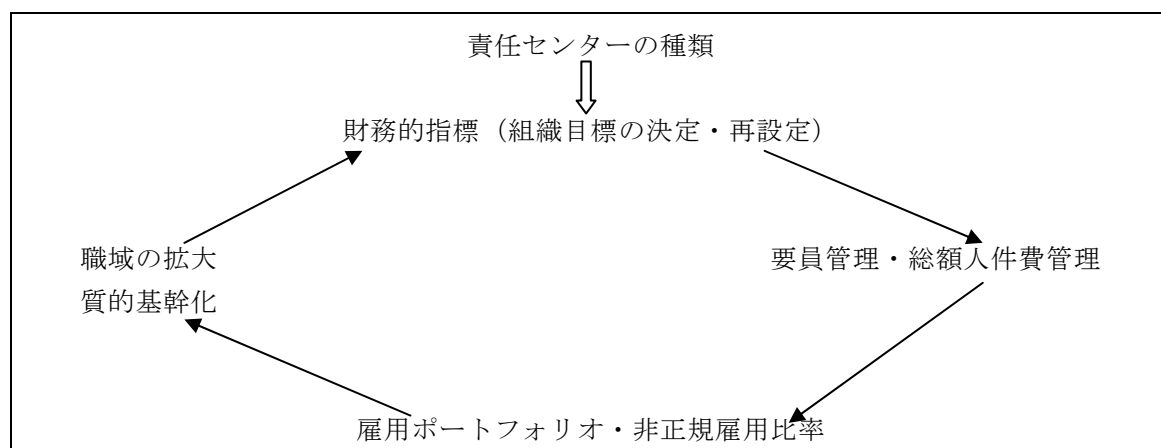 責任センターの種類
財務的指標（組織目標の決定・再設定）
職域の拡大
質的基幹化
要員管理・総額人件費管理
雇用ポートフォリオ・非正規雇用比率